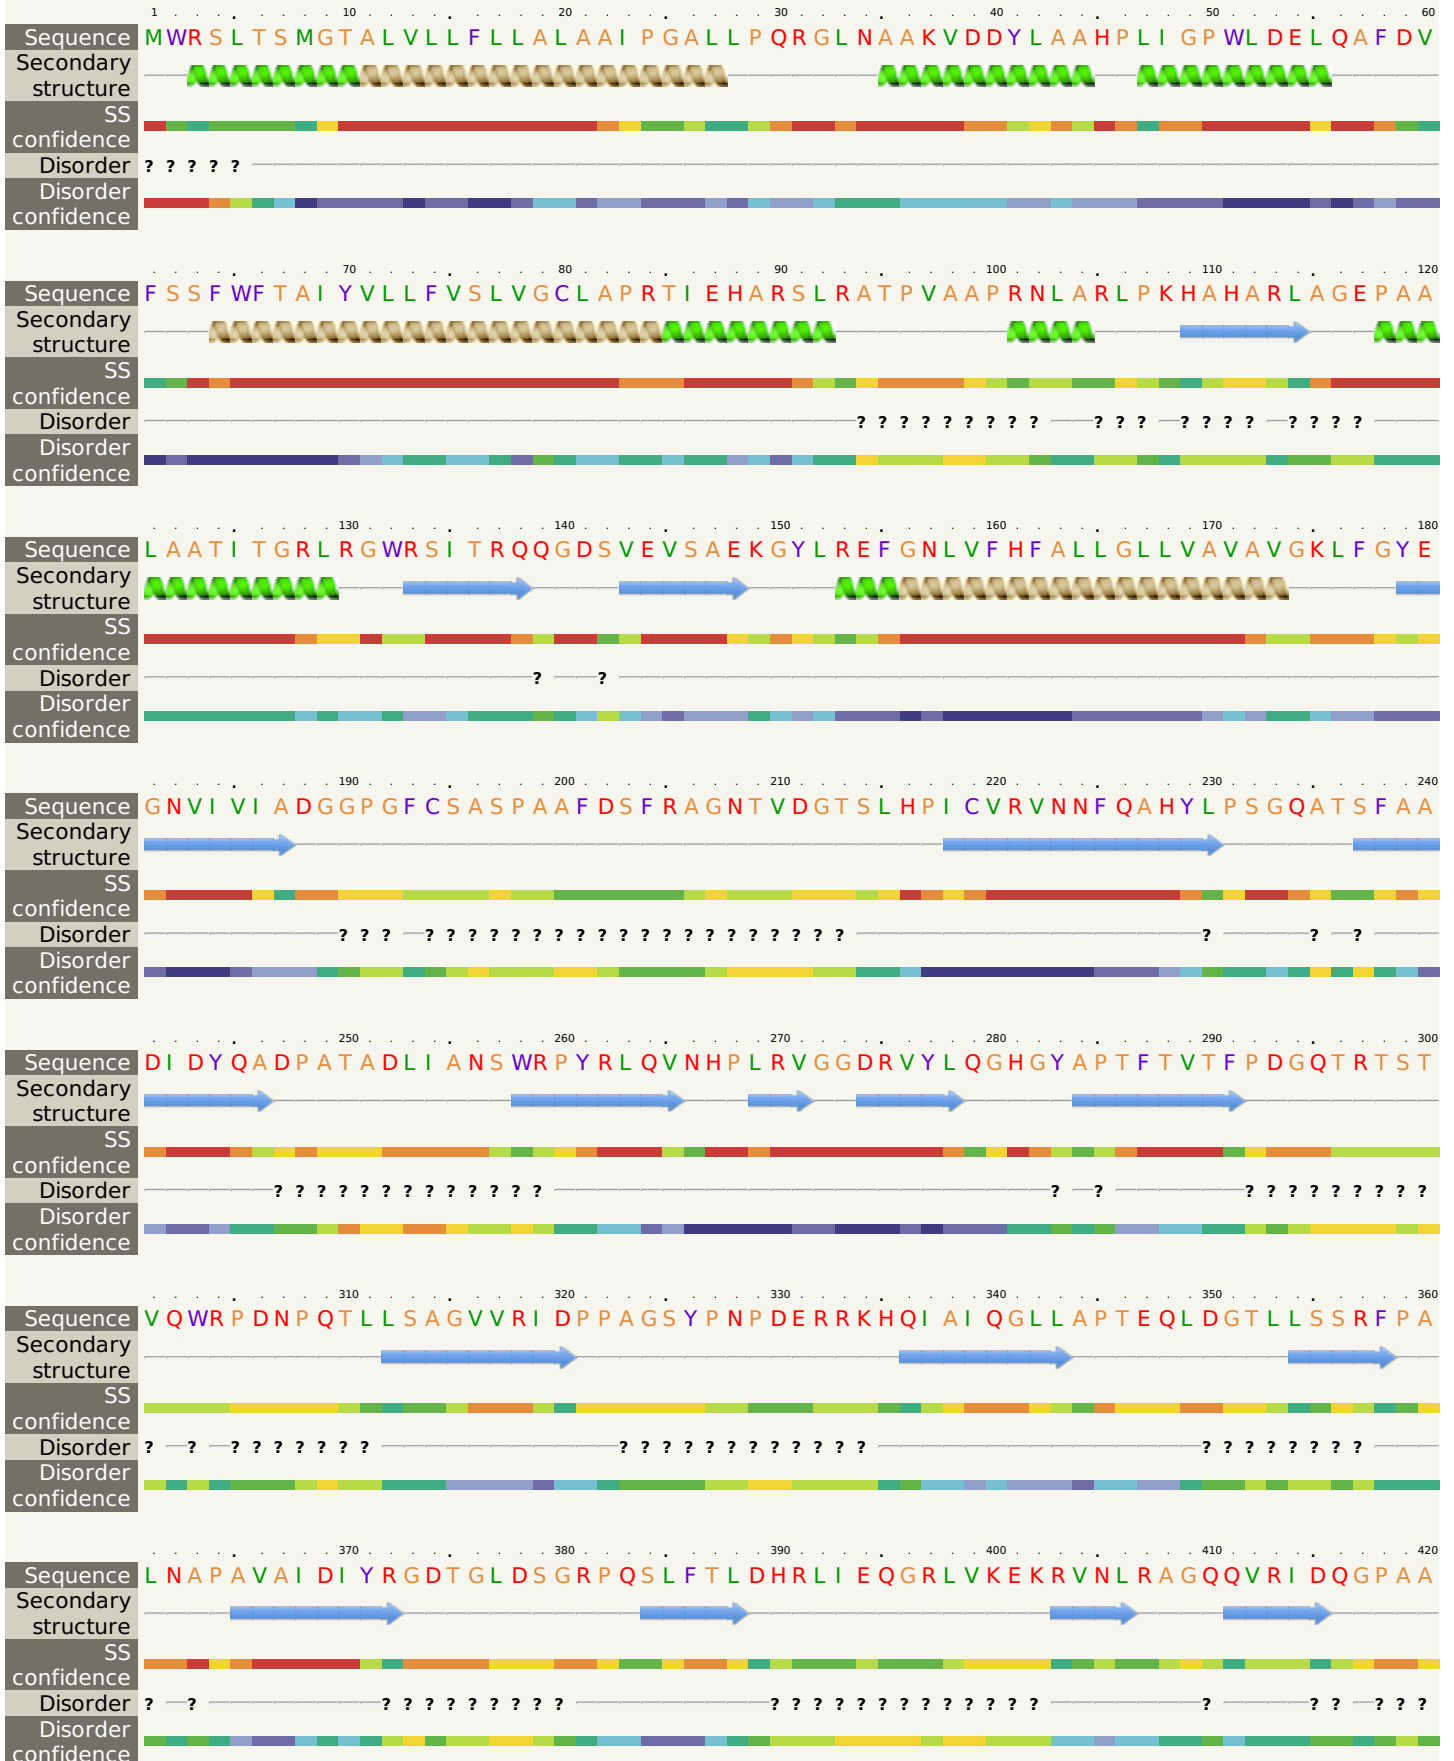 1 10 20 30 40 50 60
Sequence M W R S L T S M G T A L V L L F L L A L A A I P G A L L P Q R G L N A A K V D D Y L A A H P L I G P W L D E L Q A F D V
Secondary
structure
SS
confidence
Disorder ? ? ? ? ?
Disorder
confidence
70 80 90 100 110 120
Sequence F S S F W F T A I Y V L L F V S L V G C L A P R T I E H A R S L R A T P V A A P R N L A R L P K H A H A R L A G E P A A
Secondary
structure
SS
confidence
Disorder ? ? ? ? ? ? ? ? ? ? ? ? ? ? ? ? ? ? ? ?
Disorder
confidence
130 140 150 160 170 180
Sequence L A A T I T G R L R G W R S I T R Q Q G D S V E V S A E K G Y L R E F G N L V F H F A L L G L L V A V A V G K L F G Y E
Secondary
structure
SS
confidence
Disorder ? ?
Disorder
confidence
190 200 210 220 230 240
Sequence G N V I V I A D G G P G F C S A S P A A F D S F R A G N T V D G T S L H P I C V R V N N F Q A H Y L P S G Q A T S F A A
Secondary
structure
SS
confidence
Disorder ? ? ? ? ? ? ? ? ? ? ? ? ? ? ? ? ? ? ? ? ? ? ? ? ? ?
Disorder
confidence
250 260 270 280 290 300
Sequence D I D Y Q A D P A T A D L I A N S W R P Y R L Q V N H P L R V G G D R V Y L Q G H G Y A P T F T V T F P D G Q T R T S T
Secondary
structure
SS
confidence
Disorder ? ? ? ? ? ? ? ? ? ? ? ? ? ? ? ? ? ? ? ? ? ? ? ?
Disorder
confidence
310 320 330 340 350 360
Sequence V Q W R P D N P Q T L L S A G V V R I D P P A G S Y P N P D E R R K H Q I A I Q G L L A P T E Q L D G T L L S S R F P A
Secondary
structure
SS
confidence
Disorder ? ? ? ? ? ? ? ? ? ? ? ? ? ? ? ? ? ? ? ? ? ? ? ? ? ? ? ? ?
Disorder
confidence
370 380 390 400 410 420
Sequence L N A P A V A I D I Y R G D T G L D S G R P Q S L F T L D H R L I E Q G R L V K E K R V N L R A G Q Q V R I D Q G P A A
Secondary
structure
SS
confidence
Disorder ? ? ? ? ? ? ? ? ? ? ? ? ? ? ? ? ? ? ? ? ? ? ? ? ? ? ? ? ? ?
Disorder
confidence